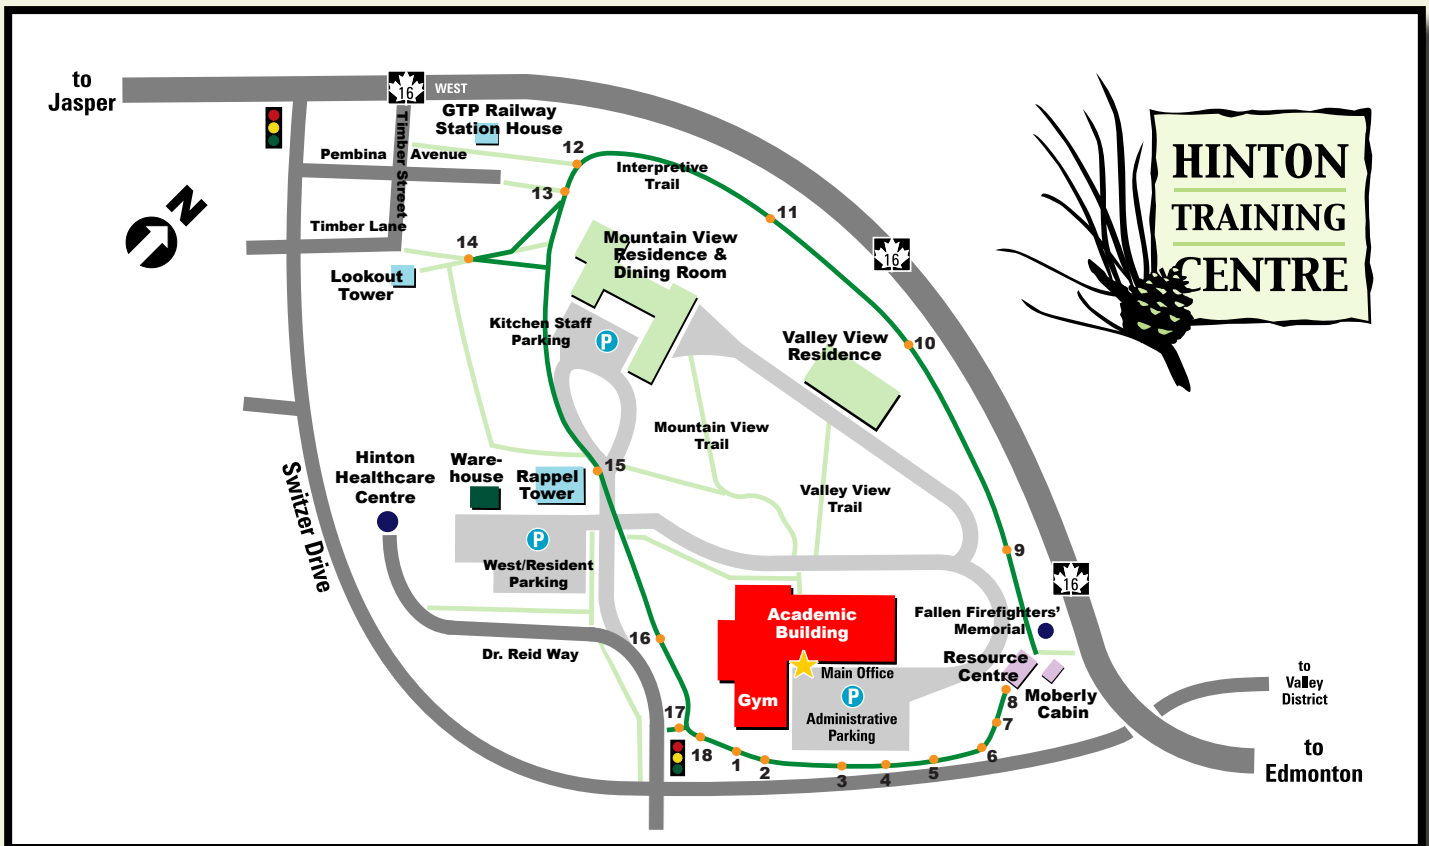 to
Jasper
16
WEST
GTP Railway
Station House
Timber Street
Pembina Avenue
12
Interpretive
Trail
13
11
N
Timber Lane
14
Lookout
Tower
Mountain View
Residence &
Dining Room
16
HINTON
TRAINING
CENTRE
Kitchen Staff
Parking
P
Valley View
Residence
10
Mountain View
Trail
Hinton
Healthcare
Centre
Ware-
house
Rappel
Tower
15
Valley View
Trail
Switzer Drive
P
West/Resident
Parking
9
16
Academic
Building
Fallen Firefighters'
Memorial
16
Dr. Reid Way
Resource
Centre
Main Office
Gym
P
Administrative
Parking
8
Moberly
Cabin
to
Valley
District
17
7
18
1
2
3
4
5
6
to
Edmonton